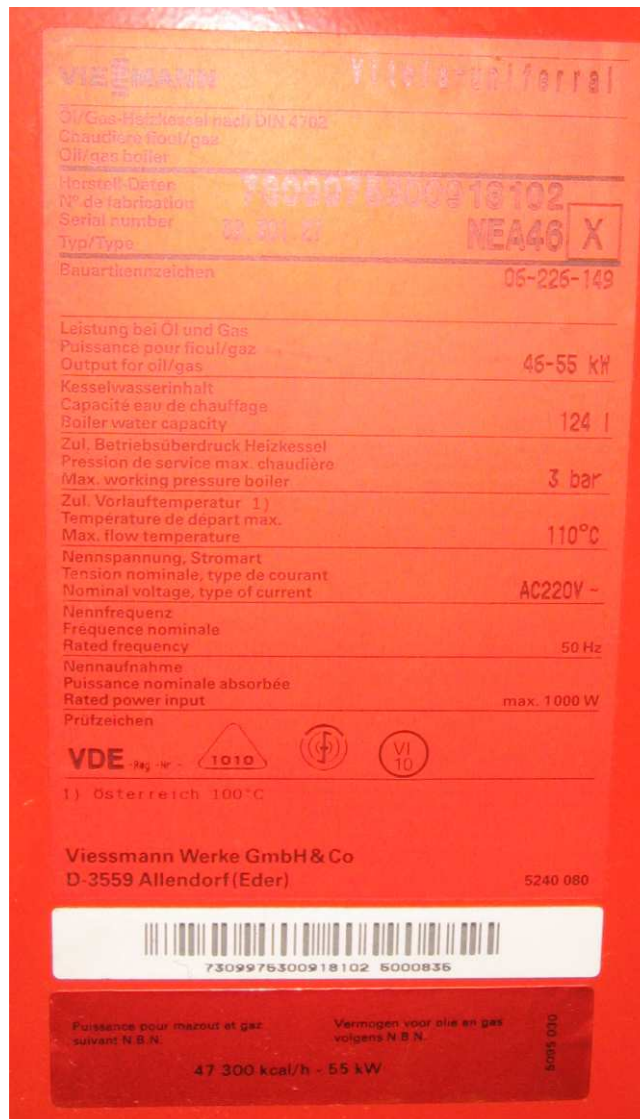 VIESSMANN Vitola-uniferral
Öl/Gas-Heizkessel nach DIN 4702
Chaudière fioul/gaz
Oil/gas boiler
Herstell-Daten
N° de fabrication
Serial number
7309975300918102
Typ/Type
NEA46 X
Bauartkennzeichen
06-226-149
Leistung bei Öl und Gas
Puissance pour fioul/gaz
Output for oil/gas
46-55 kW
Kesselwasserinhalt
Capacité eau de chauffage
Boiler water capacity
124 l
Zul. Betriebsüberdruck Heizkessel
Pression de service max. chaudière
Max. working pressure boiler
3 bar
Zul. Vorlauftemperatur 1)
Température de départ max.
Max. flow temperature
110°C
Nennspannung, Stromart
Tension nominale, type de courant
Nominal voltage, type of current
AC220V ~
Nennfrequenz
Fréquence nominale
Rated frequency
50 Hz
Nennaufnahme
Puissance nominale absorbée
Rated power input
max. 1000 W
Prüfzeichen
VDE -Reg.-Nr.- 1010 VI 10
1) Österreich 100°C
Viessmann Werke GmbH & Co
D-3559 Allendorf (Eder)
5240 080
7309975300918102 5000835
Puissance pour mazout et gaz
suivant N.B.N.
Vermogen voor olie en gas
volgens N.B.N.
47 300 kcal/h - 55 kW
5095 030